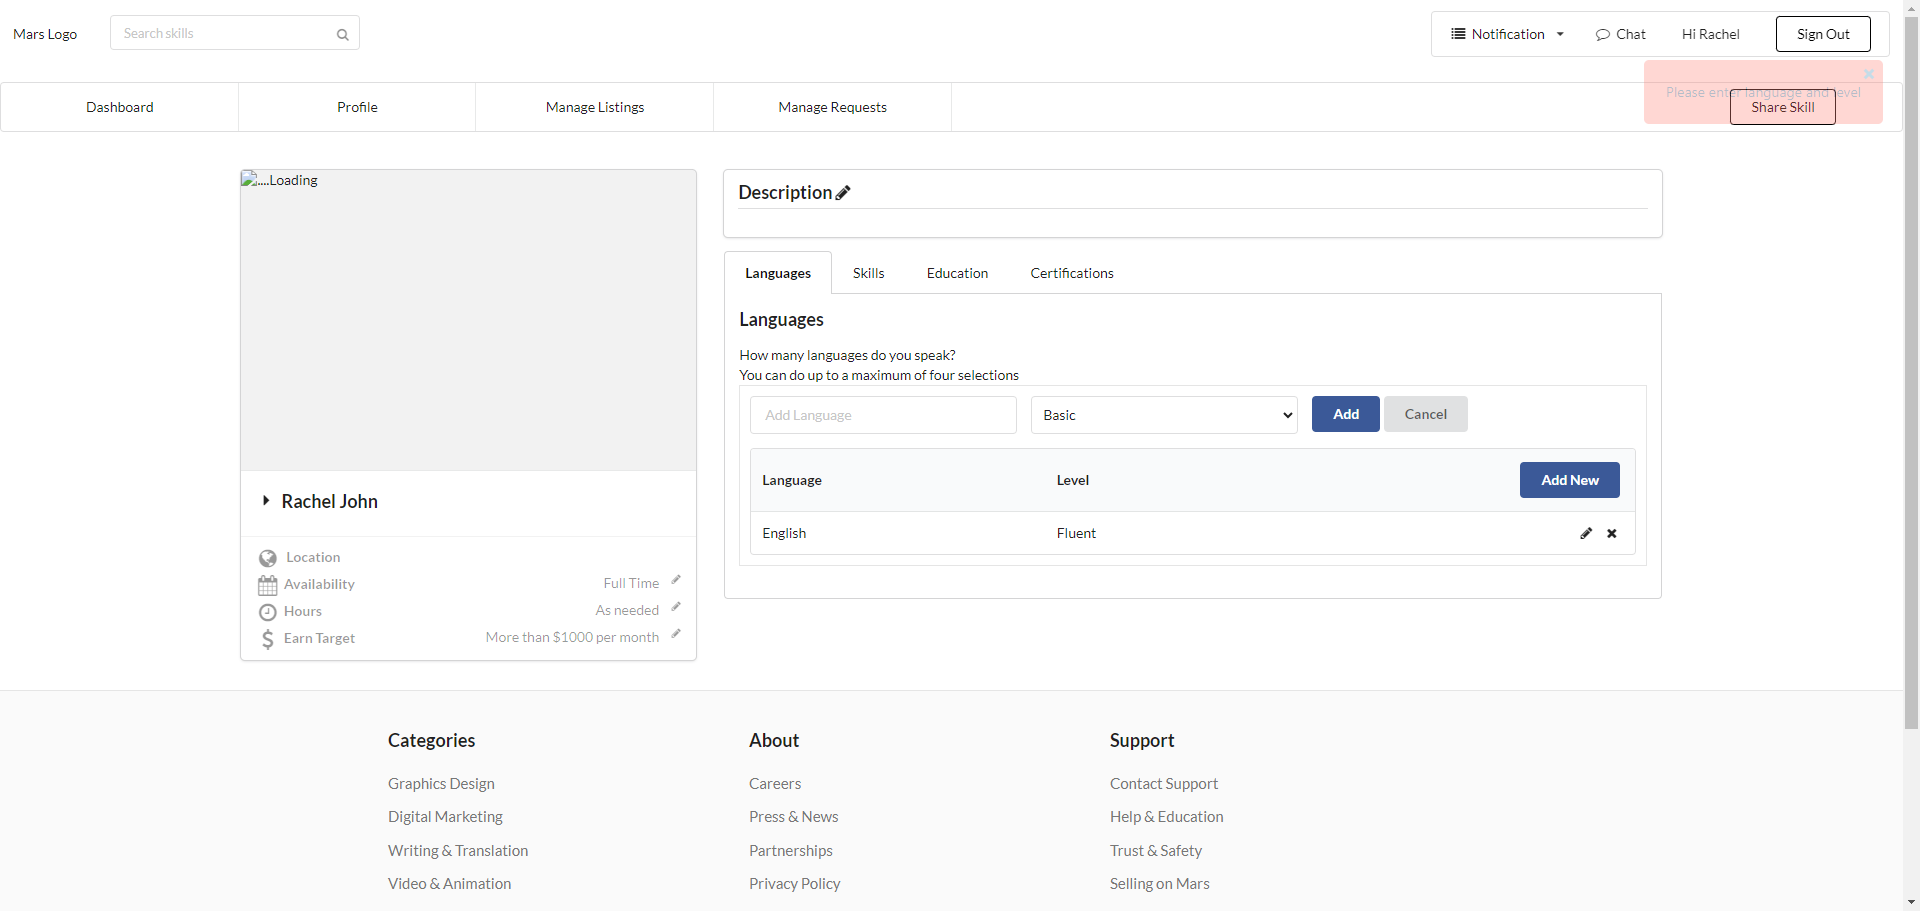 Mars Logo
Search skills
Notification
Chat
Hi Rachel
Sign Out
Please enter language and level
Dashboard
Profile
Manage Listings
Manage Requests
Share Skill
....Loading
Description
Languages
Skills
Education
Certifications
Languages
How many languages do you speak?
You can do up to a maximum of four selections
Add Language
Basic
Add
Cancel
Language
Level
Add New
English
Fluent
Rachel John
Location
Availability
Full Time
Hours
As needed
Earn Target
More than $1000 per month
Categories
About
Support
Graphics Design
Careers
Contact Support
Digital Marketing
Press & News
Help & Education
Writing & Translation
Partnerships
Trust & Safety
Video & Animation
Privacy Policy
Selling on Mars